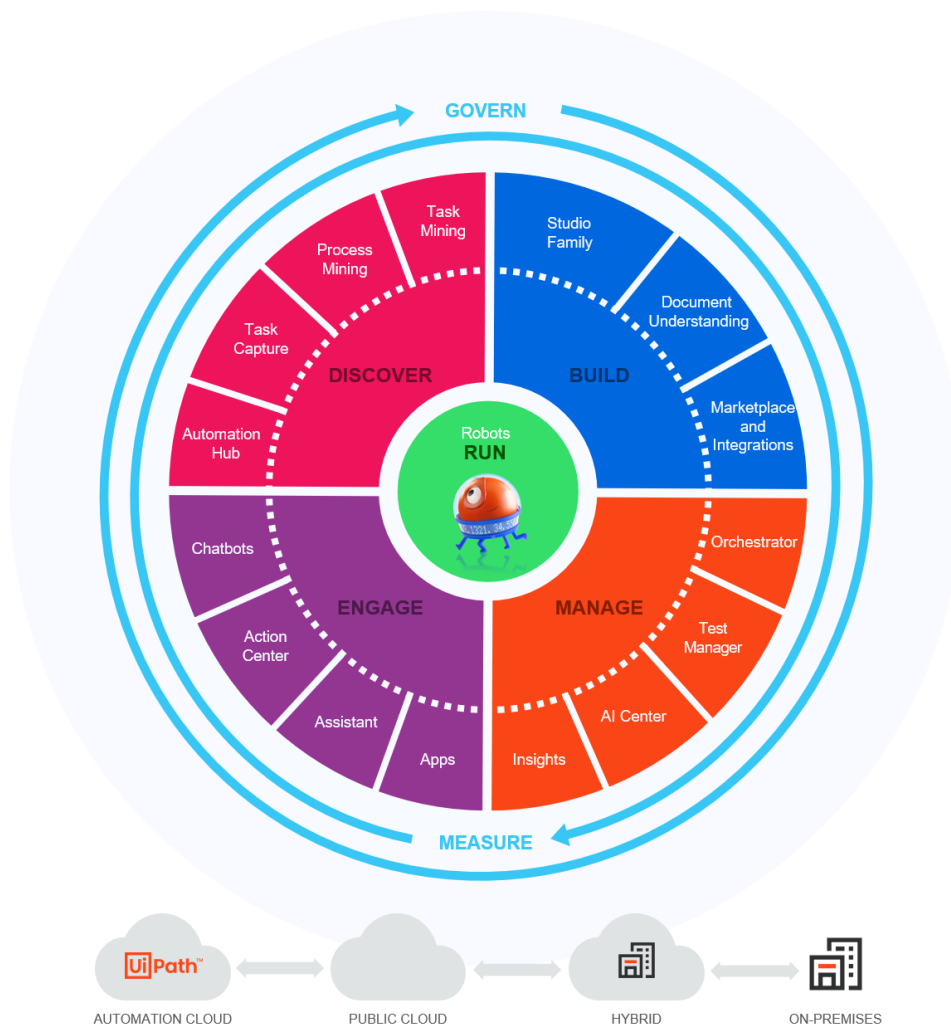 GOVERN
Task
Mining
Process
Mining
Task
Capture
Automation
Hub
DISCOVER
Studio
Family
Document
Understanding
Marketplace
and
Integrations
BUILD
Robots
RUN
Chatbots
Action
Center
Assistant
Apps
ENGAGE
Orchestrator
Test
Manager
AI Center
Insights
MANAGE
MEASURE
UiPath™
AUTOMATION CLOUD
PUBLIC CLOUD
HYBRID
ON-PREMISES